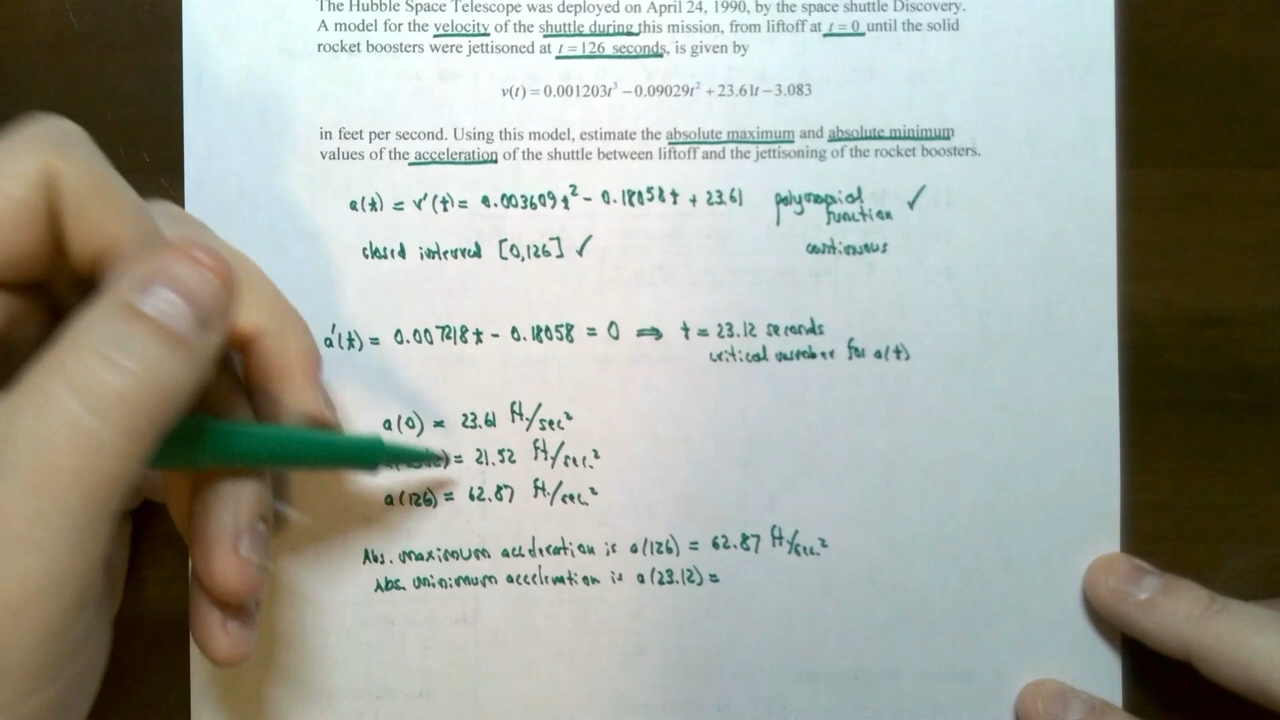 The Hubble Space Telescope was deployed on April 24, 1990, by the space shuttle Discovery.
A model for the velocity of the shuttle during this mission, from liftoff at t = 0 until the solid
rocket boosters were jettisoned at t = 126 seconds, is given by
v(t) = 0.001203t³ − 0.09029t² + 23.61t − 3.083
in feet per second. Using this model, estimate the absolute maximum and absolute minimum
values of the acceleration of the shuttle between liftoff and the jettisoning of the rocket boosters.
a(t) = v'(t) = 0.003609t² − 0.18058t + 23.61 polynomial function ✓
closed interval [0,126] ✓ continuous
a'(t) = 0.007218t − 0.18058 = 0 ⇒ t = 23.12 seconds
critical number for a(t)
a(0) = 23.61 ft/sec²
) = 21.52 ft/sec.²
a(126) = 62.87 ft/sec.²
Abs. maximum acceleration is a(126) = 62.87 ft/sec.²
Abs. minimum acceleration is a(23.12) =